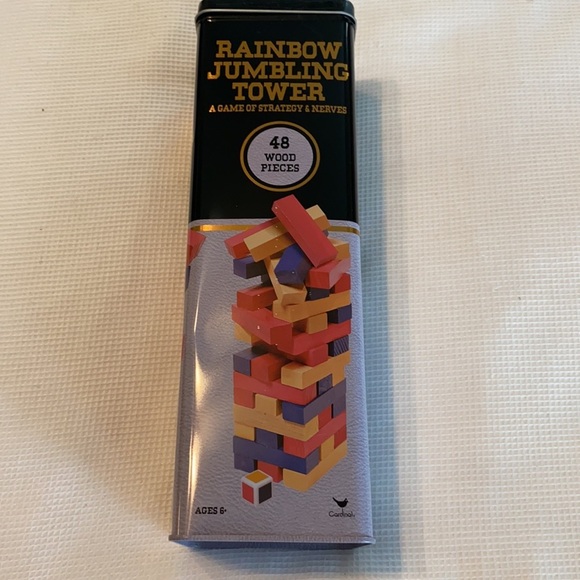 RAINBOW
JUMBLING
TOWER
A GAME OF STRATEGY & NERVES
48
WOOD
PIECES
AGES 6+
Cardinal